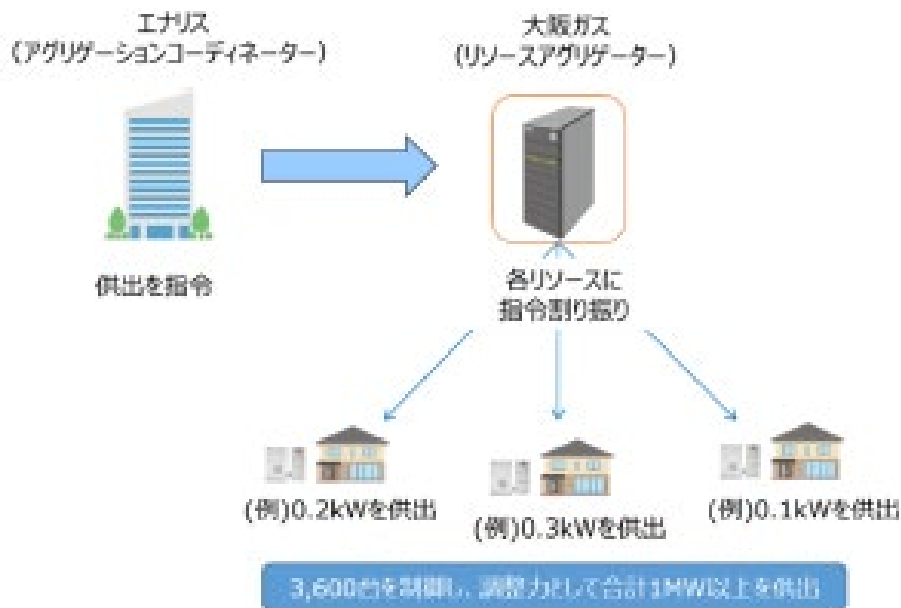 エナリス
(アグリゲーションコーディネーター)
大阪ガス
(リソースアグリゲーター)
供出を指令
各リソースに
指令割り振り
(例)0.2kWを供出
(例)0.3kWを供出
(例)0.1kWを供出
3,600台を制御し、調整力として合計1MW以上を供出